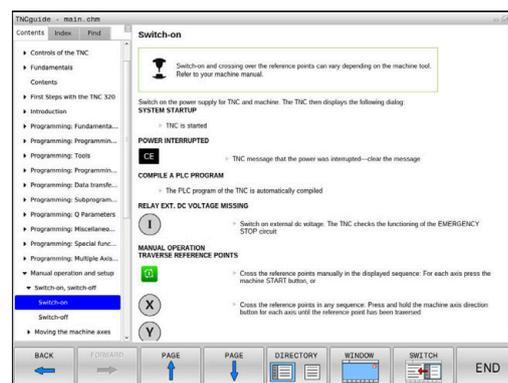 TNCguide - main.chm
Contents Index Find
Controls of the TNC
Fundamentals
Contents
First Steps with the TNC 320
Introduction
Programming: Fundamenta...
Programming: Programmin...
Programming: Tools
Programming: Programmin...
Programming: Data transfe...
Programming: Subprogram...
Programming: Q Parameters
Programming: Miscellaneo...
Programming: Special func...
Programming: Multiple Axis...
Manual operation and setup
Switch-on, switch-off
Switch-on
Switch-off
Moving the machine axes
Switch-on
Switch-on and crossing over the reference points can vary depending on the machine tool.
Refer to your machine manual.
Switch on the power supply for TNC and machine. The TNC then displays the following dialog:
SYSTEM STARTUP
TNC is started
POWER INTERRUPTED
CE
TNC message that the power was interrupted—clear the message
COMPILE A PLC PROGRAM
The PLC program of the TNC is automatically compiled
RELAY EXT. DC VOLTAGE MISSING
I
Switch on external dc voltage. The TNC checks the functioning of the EMERGENCY
STOP circuit
MANUAL OPERATION
TRAVERSE REFERENCE POINTS
Cross the reference points manually in the displayed sequence: For each axis press the
machine START button, or
X
Cross the reference points in any sequence: Press and hold the machine axis direction
button for each axis until the reference point has been traversed
Y
BACK FORWARD PAGE PAGE DIRECTORY WINDOW SWITCH
END